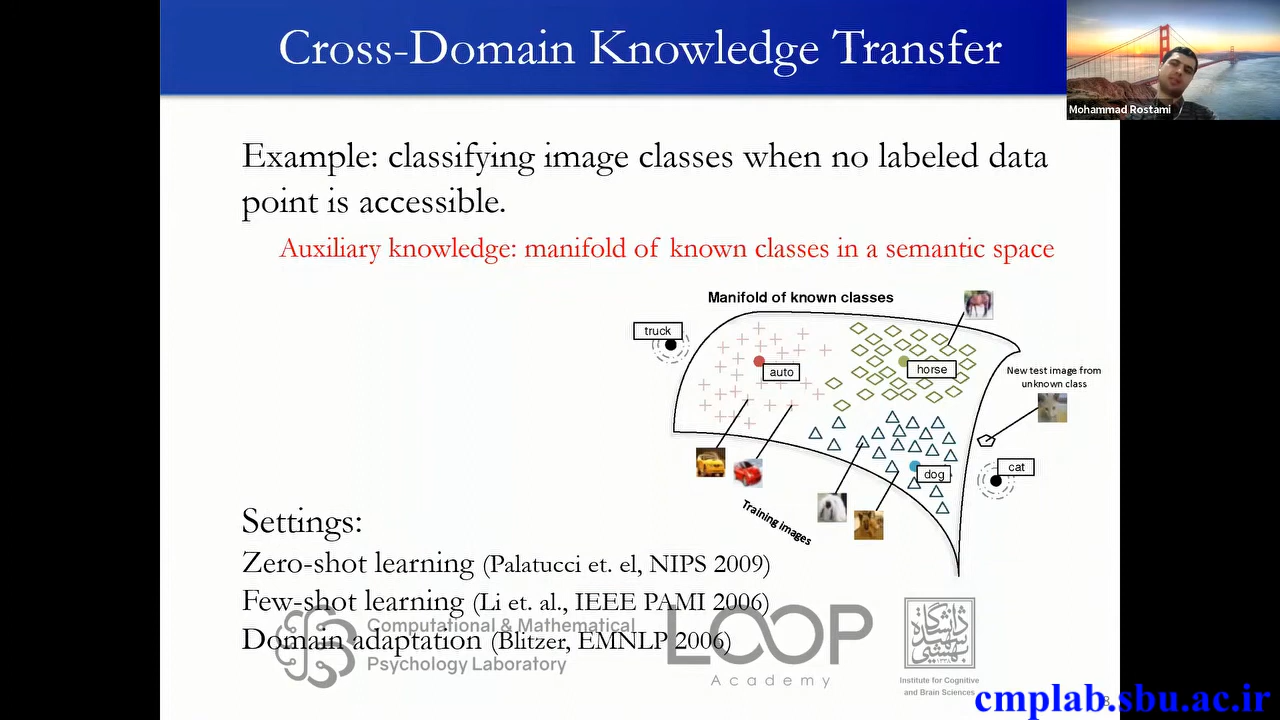 Cross-Domain Knowledge Transfer
Mohammad Rostami
Example: classifying image classes when no labeled data
point is accessible.
Auxiliary knowledge: manifold of known classes in a semantic space
Manifold of known classes
truck
auto
horse
New test image from
unknown class
cat
dog
Training images
Settings:
Zero-shot learning (Palatucci et. el, NIPS 2009)
Few-shot learning (Li et. al., IEEE PAMI 2006)
Domain adaptation (Blitzer, EMNLP 2006)
Computational & Mathematical
Psychology Laboratory
LOOP
Academy
دانشگاه
شهید
بهشتی
۱۳۳۸
Institute for Cognitive
and Brain Sciences
cmplab.sbu.ac.ir